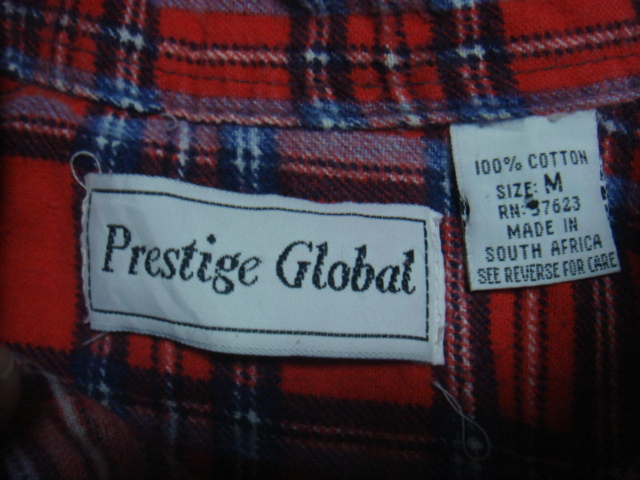 Prestige Global
100% COTTON
SIZE: M
RN: 37623
MADE IN
SOUTH AFRICA
SEE REVERSE FOR CARE